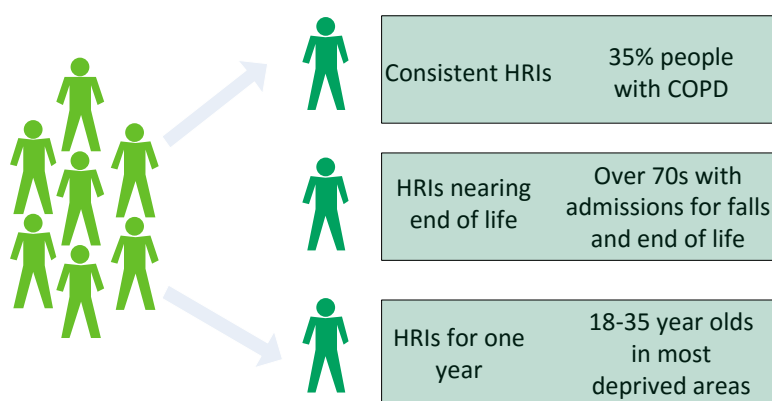 Consistent HRIs
35% people
with COPD
HRIs nearing
end of life
Over 70s with
admissions for falls
and end of life
HRIs for one
year
18-35 year olds
in most
deprived areas